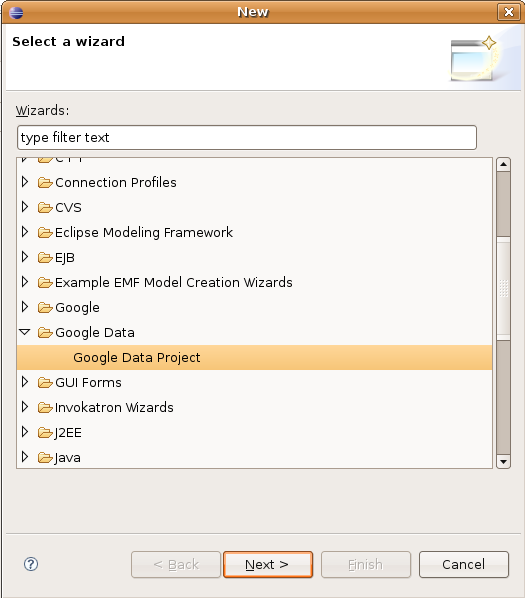 New
Select a wizard
Wizards:
type filter text
Connection Profiles
CVS
Eclipse Modeling Framework
EJB
Example EMF Model Creation Wizards
Google
Google Data
Google Data Project
GUI Forms
Invokatron Wizards
J2EE
Java
?
< Back
Next >
Finish
Cancel